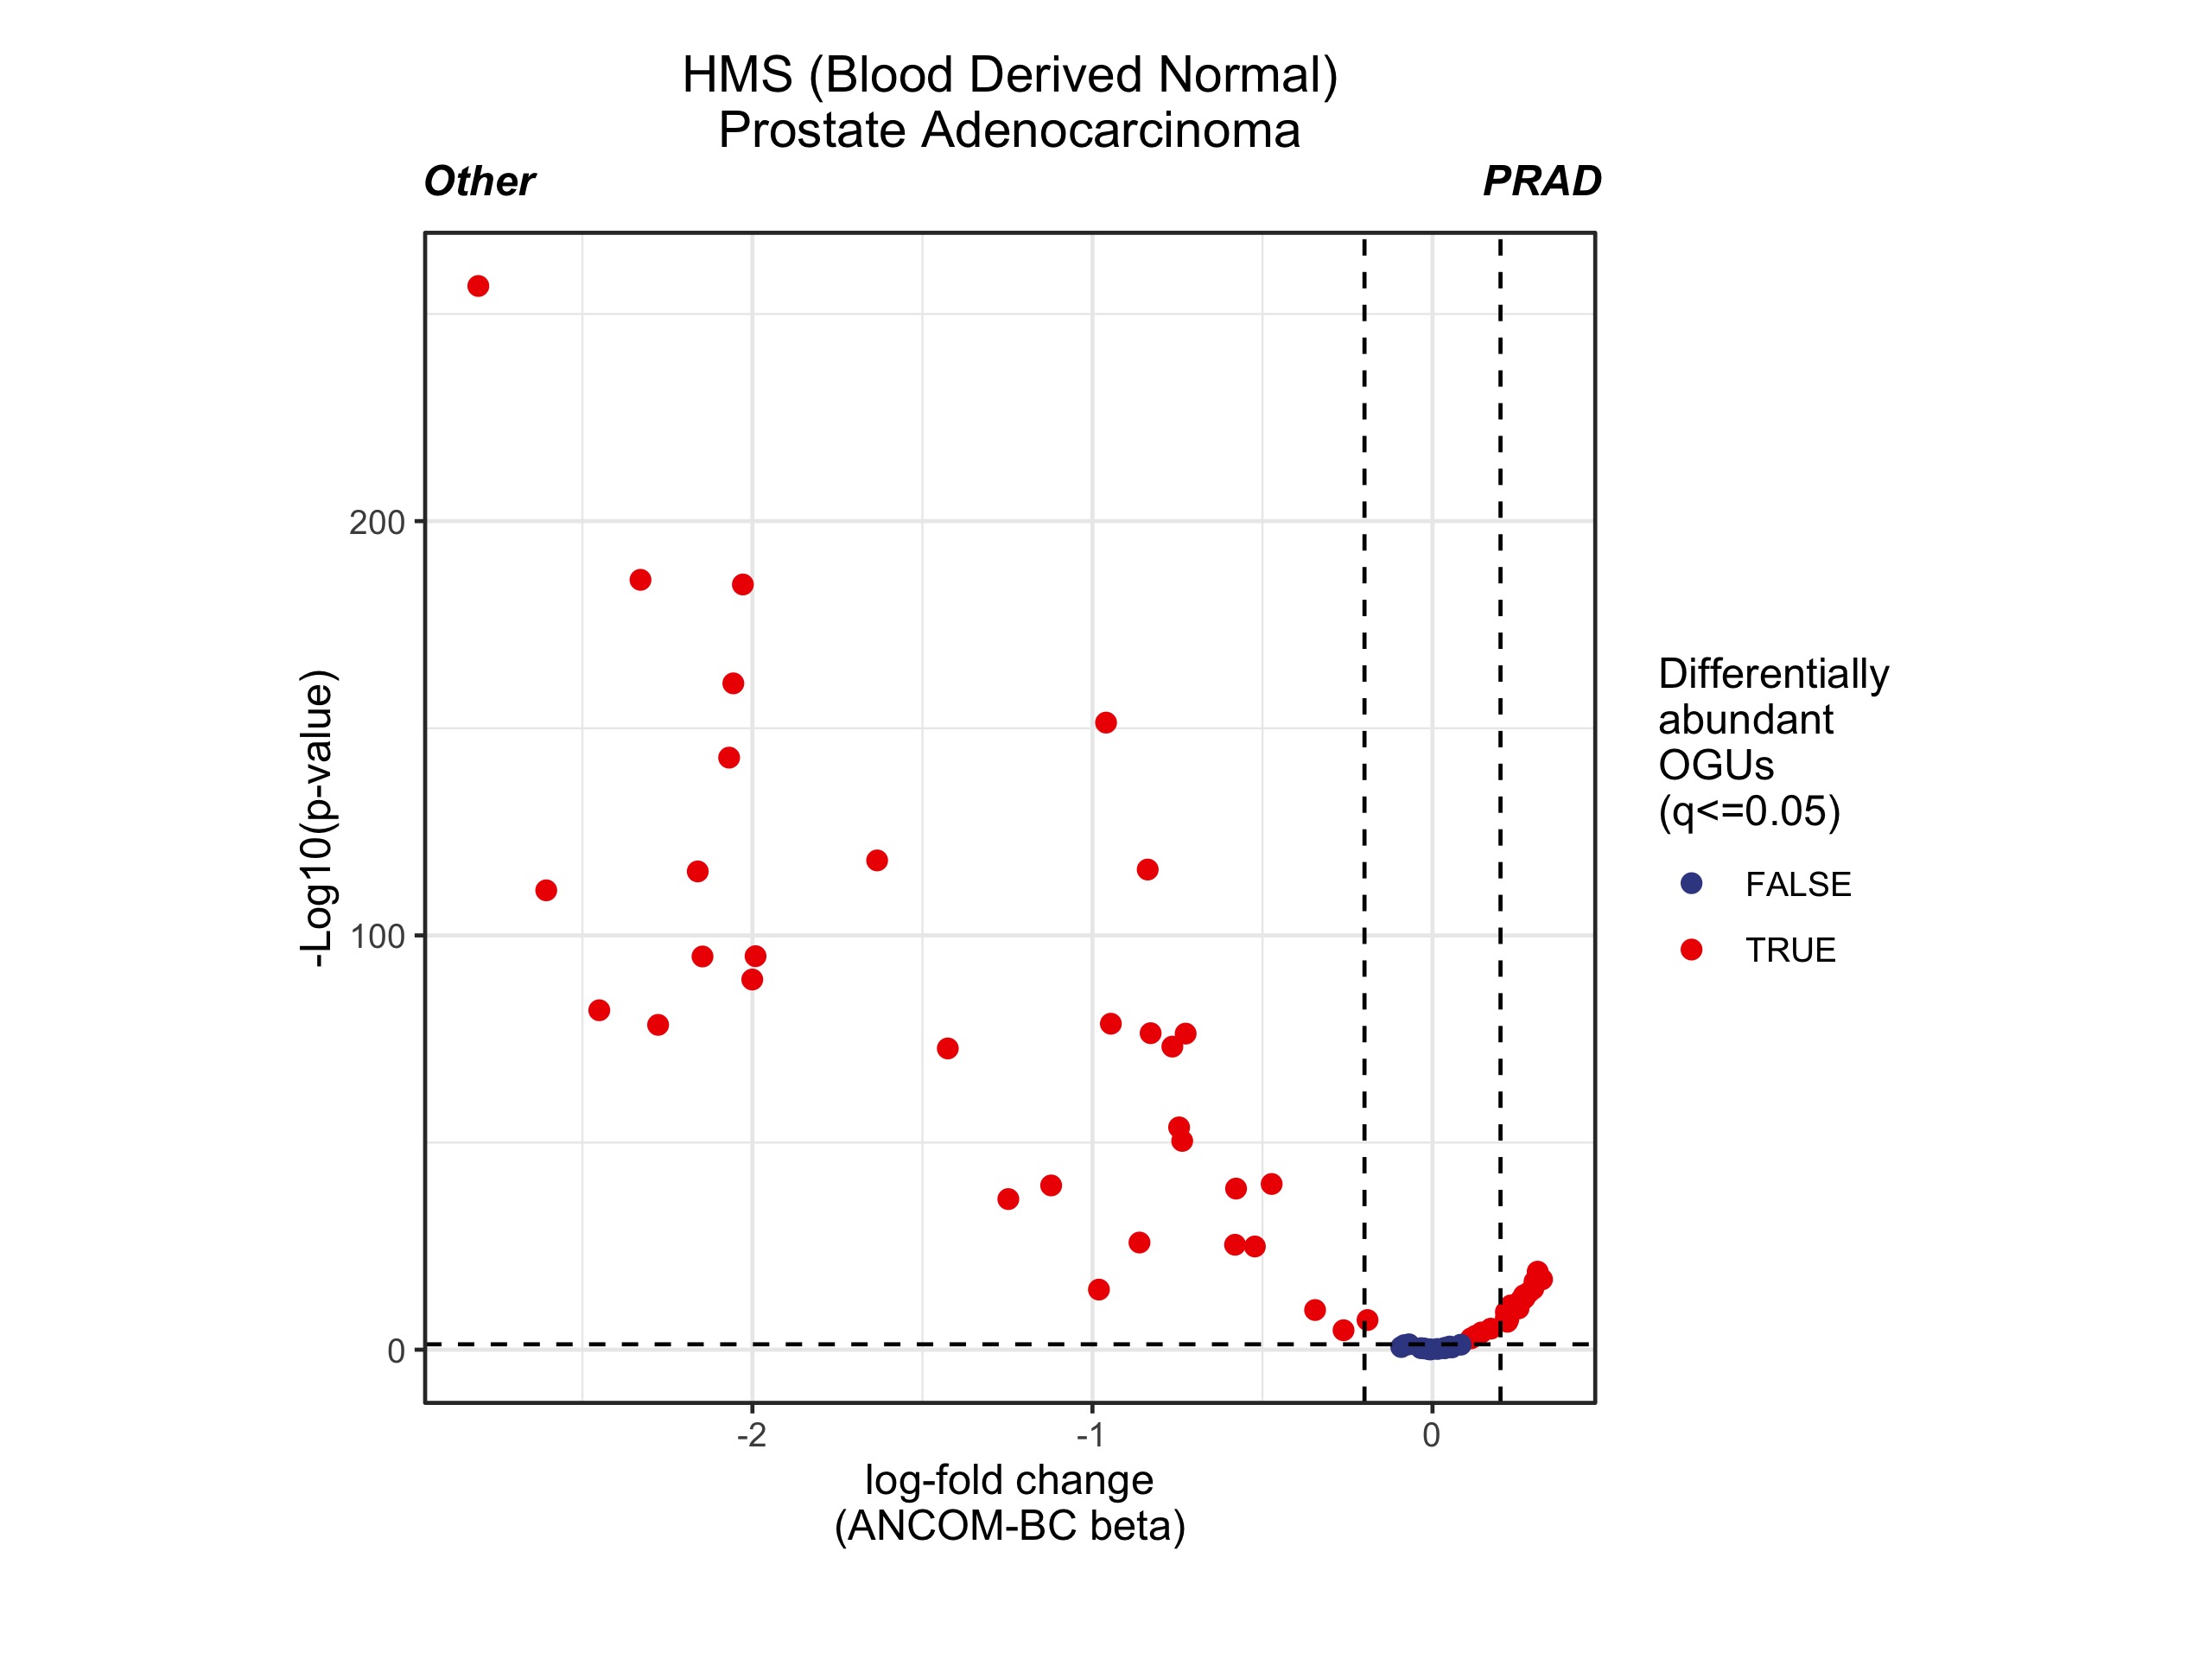 HMS (Blood Derived Normal)
Prostate Adenocarcinoma
Other
PRAD
200
100
0
-Log10(p-value)
-2
-1
0
log-fold change
(ANCOM-BC beta)
Differentially
abundant
OGUs
(q<=0.05)
FALSE
TRUE